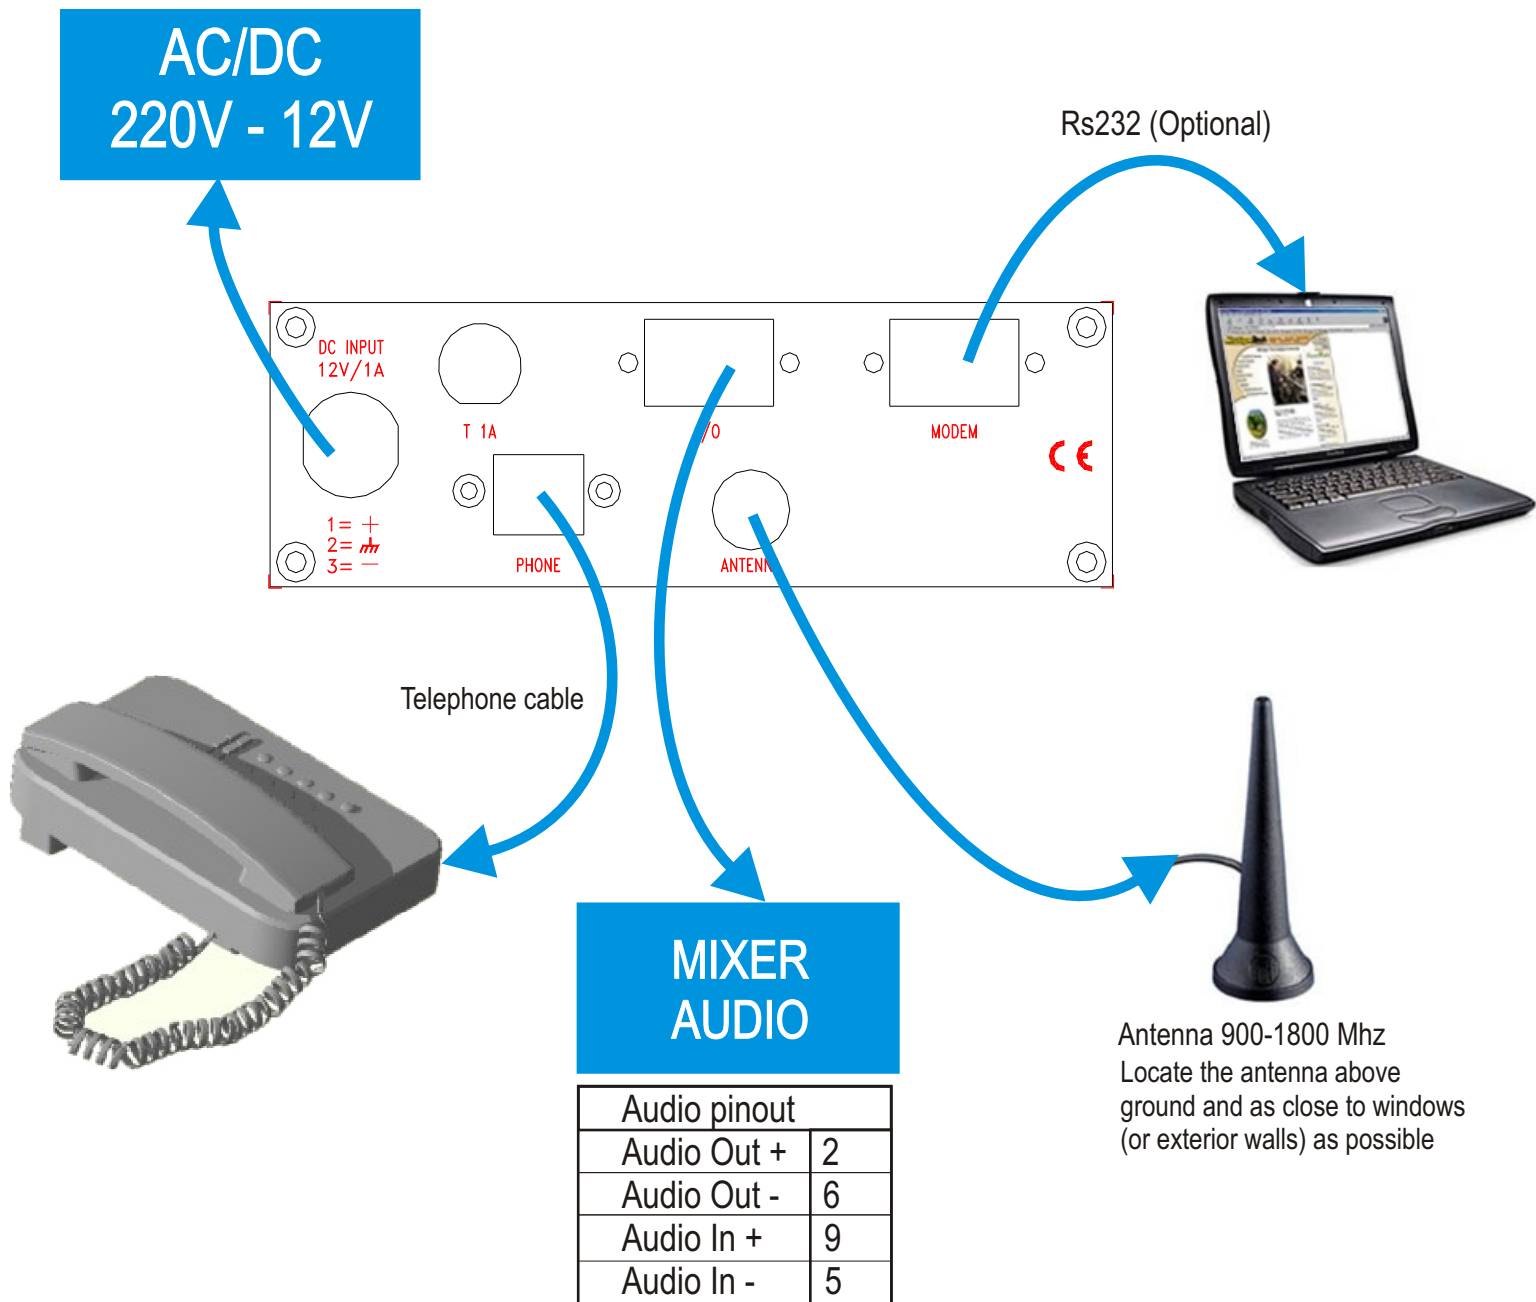 AC/DC
220V - 12V
Rs232 (Optional)
DC INPUT
12V/1A
T 1A
/O
MODEM
CE
1= +
2=
3= —
PHONE
ANTENN
Telephone cable
MIXER
AUDIO
Antenna 900-1800 Mhz
Locate the antenna above
ground and as close to windows
(or exterior walls) as possible
Audio pinout
Audio Out + 2
Audio Out - 6
Audio In + 9
Audio In - 5